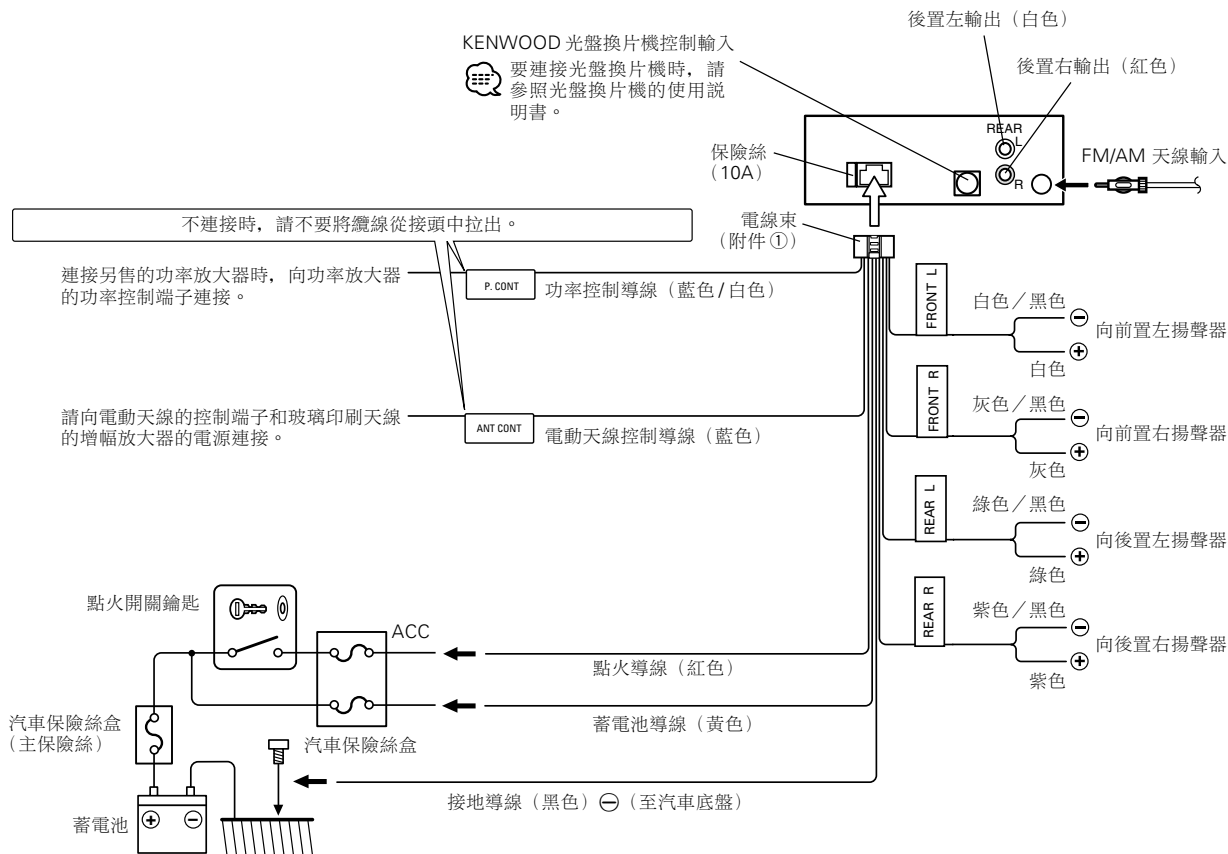 後置左輸出（白色）
KENWOOD 光盤換片機控制輸入
要連接光盤換片機時，請
參照光盤換片機的使用説
明書。
後置右輸出（紅色）
REAR
L
R
保險絲
（10A）
FM/AM 天線輸入
不連接時，請不要將纜線從接頭中拉出。
電線束
（附件①）
連接另售的功率放大器時，向功率放大器
的功率控制端子連接。
P. CONT
功率控制導線（藍色/白色）
FRONT L
白色／黑色
⊖
向前置左揚聲器
⊕
白色
請向電動天線的控制端子和玻璃印刷天線
的增幅放大器的電源連接。
ANT CONT
電動天線控制導線（藍色）
FRONT R
灰色／黑色
⊖
向前置右揚聲器
⊕
灰色
REAR L
綠色／黑色
⊖
向後置左揚聲器
⊕
綠色
REAR R
紫色／黑色
⊖
向後置右揚聲器
⊕
紫色
點火開關鑰匙
ACC
點火導線（紅色）
汽車保險絲盒
（主保險絲）
蓄電池導線（黃色）
汽車保險絲盒
接地導線（黑色）⊖（至汽車底盤）
蓄電池
⊕ ⊖